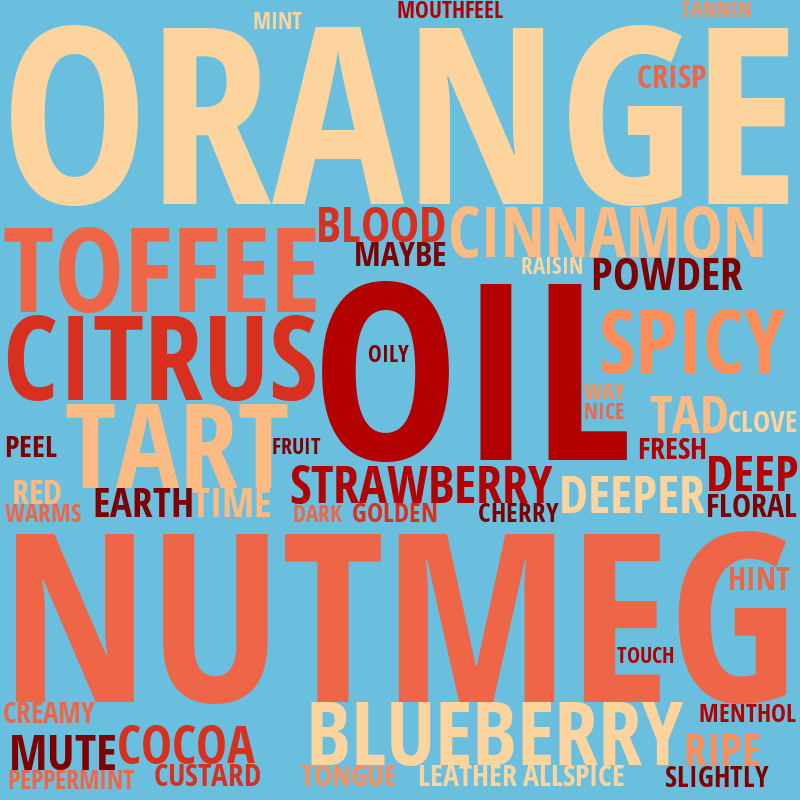 MINT
MOUTHFEEL
TANNIN
ORANGE
CRISP
TOFFEE
BLOOD
CINNAMON
MAYBE
RAISIN
POWDER
CITRUS
OIL
OILY
SPICY
WAY
NICE
TART
TAD
CLOVE
PEEL
FRUIT
FRESH
STRAWBERRY
DEEPER
DEEP
RED
EARTH
TIME
FLORAL
WARMS
DARK
GOLDEN
CHERRY
NUTMEG
HINT
TOUCH
CREAMY
BLUEBERRY
MENTHOL
MUTE
COCOA
RIPE
PEPPERMINT
CUSTARD
TONGUE
LEATHER
ALLSPICE
SLIGHTLY